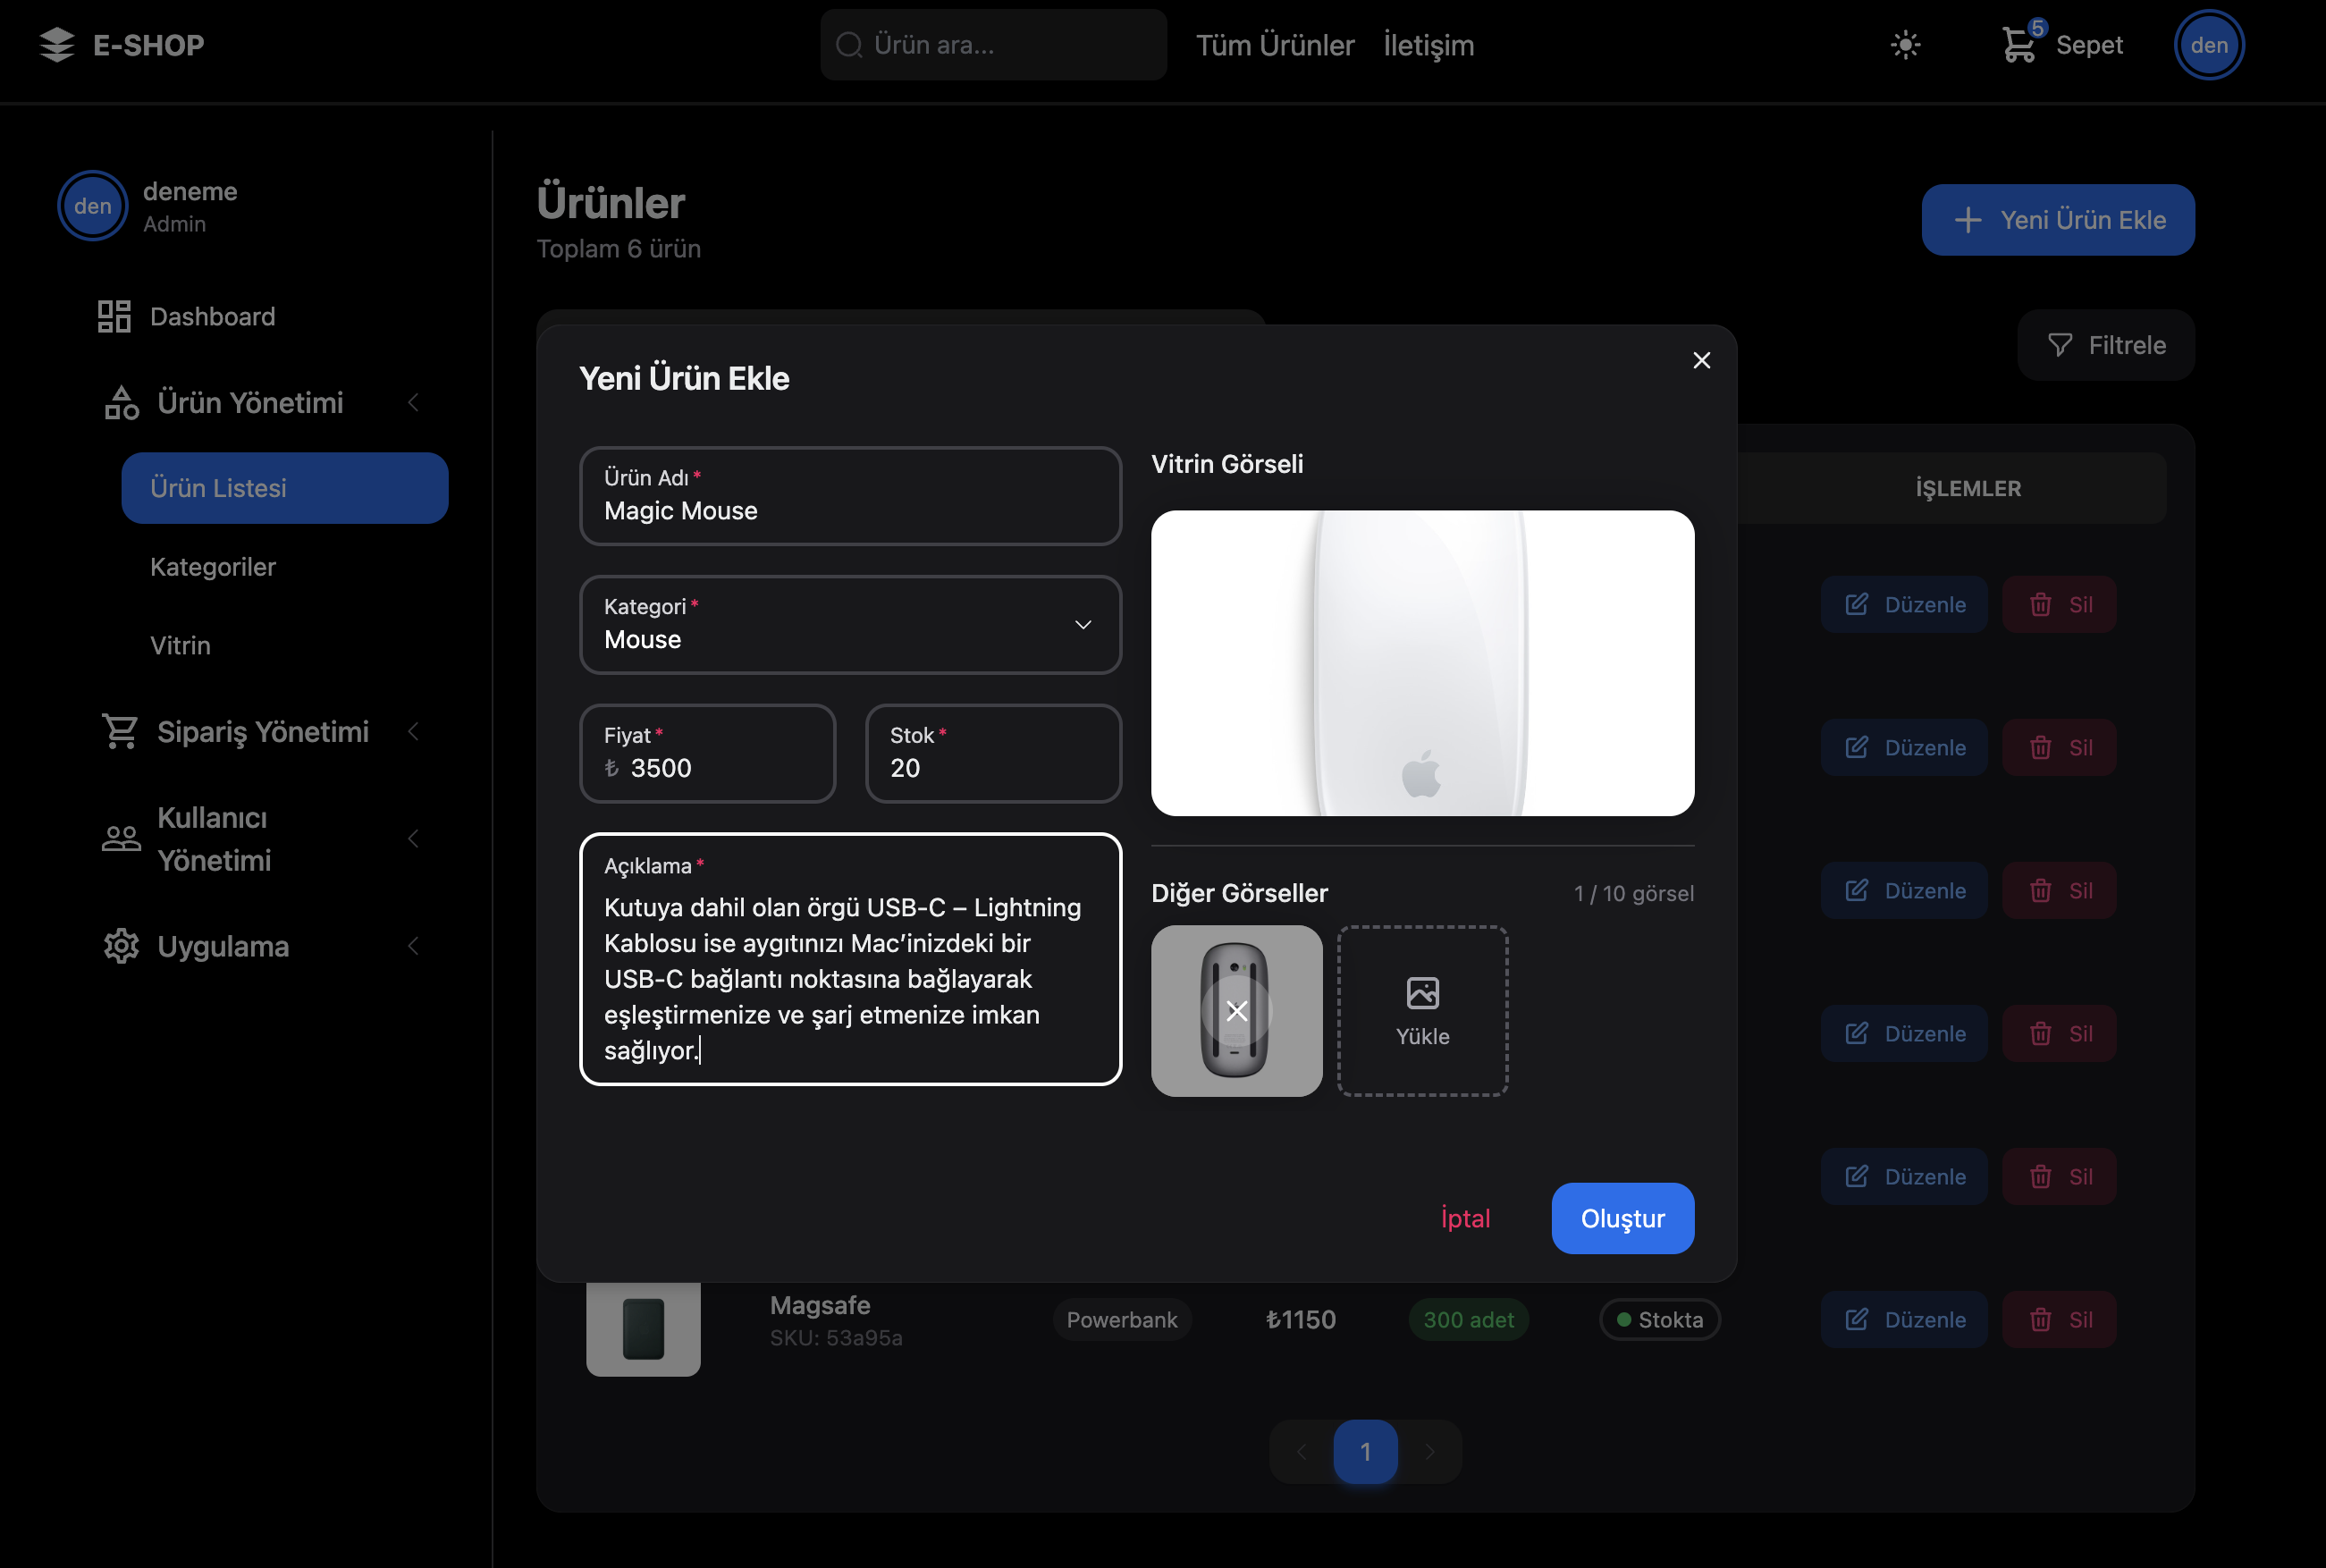 E-SHOP
Ürün ara...
Tüm Ürünler
İletişim
5
Sepet
den
den
deneme
Admin
Dashboard
Ürün Yönetimi
Ürün Listesi
Kategoriler
Vitrin
Sipariş Yönetimi
Kullanıcı
Yönetimi
Uygulama
Ürünler
Toplam 6 ürün
Yeni Ürün Ekle
Filtrele
İŞLEMLER
Düzenle
Sil
Düzenle
Sil
Düzenle
Sil
Düzenle
Sil
Düzenle
Sil
Yeni Ürün Ekle
Ürün Adı*
Magic Mouse
Kategori*
Mouse
Fiyat*
₺ 3500
Stok*
20
Açıklama*
Kutuya dahil olan örgü USB-C – Lightning
Kablosu ise aygıtınızı Mac’inizdeki bir
USB-C bağlantı noktasına bağlayarak
eşleştirmenize ve şarj etmenize imkan
sağlıyor.
Vitrin Görseli
Diğer Görseller
1 / 10 görsel
Yükle
İptal
Oluştur
Magsafe
SKU: 53a95a
Powerbank
₺1150
300 adet
Stokta
Düzenle
Sil
1